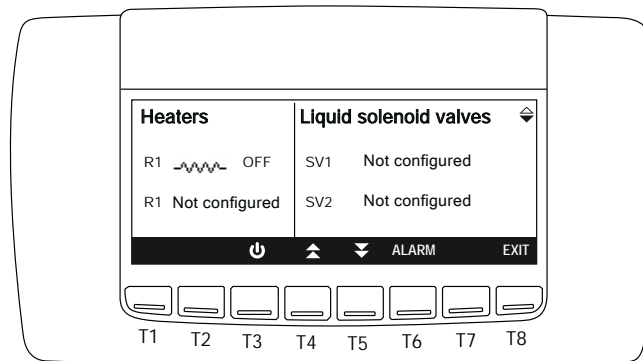 Heaters
Liquid solenoid valves
R1 OFF
SV1 Not configured
R1 Not configured
SV2 Not configured
ALARM EXIT
T1 T2 T3 T4 T5 T6 T7 T8